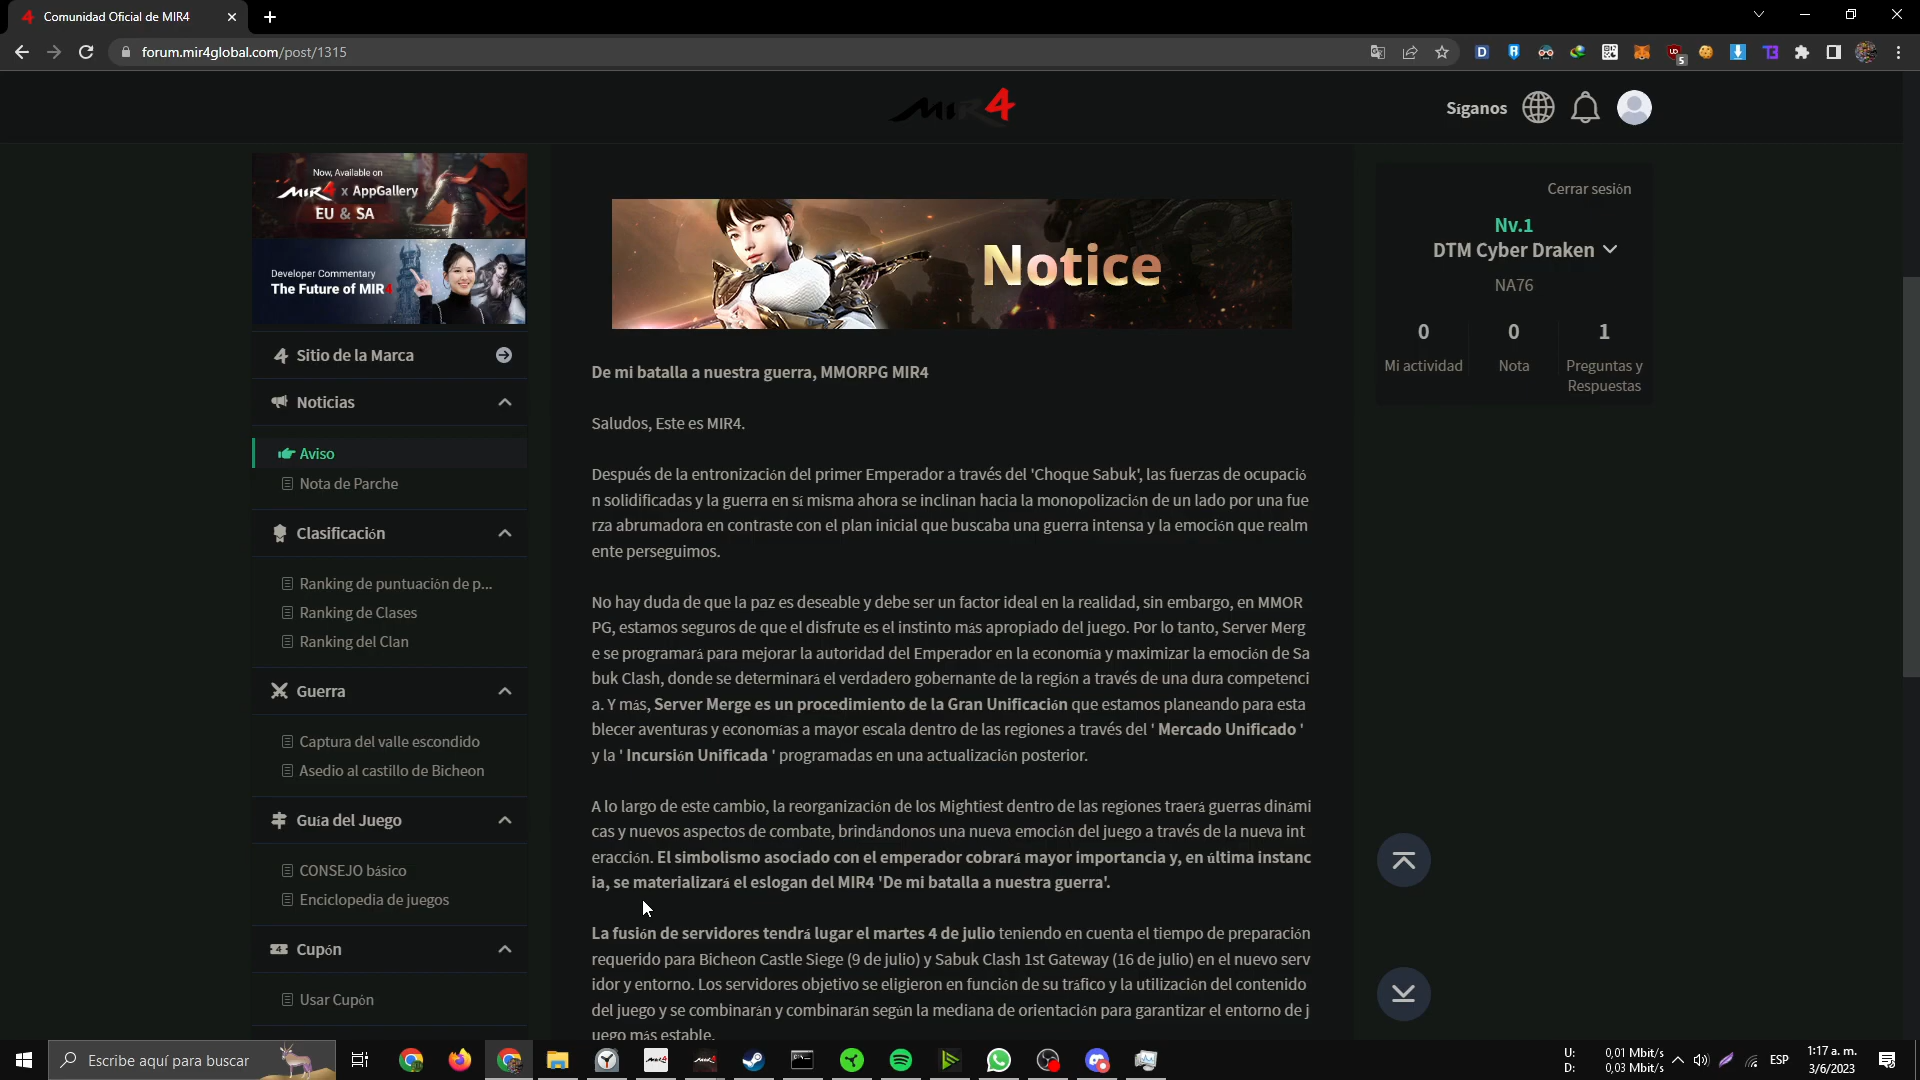 Comunidad Oficial de MIR4
forum.mir4global.com/post/1315
MIR4
Síganos
Now, Available on
MIR4 x AppGallery
EU & SA
Developer Commentary
The Future of MIR4
Sitio de la Marca
Noticias
Aviso
Nota de Parche
Clasificación
Ranking de puntuación de p...
Ranking de Clases
Ranking del Clan
Guerra
Captura del valle escondido
Asedio al castillo de Bicheon
Guía del Juego
CONSEJO básico
Enciclopedia de juegos
Cupón
Usar Cupón
Notice
De mi batalla a nuestra guerra, MMORPG MIR4
Saludos, Este es MIR4.
Después de la entronización del primer Emperador a través del 'Choque Sabuk', las fuerzas de ocupació
n solidificadas y la guerra en sí misma ahora se inclinan hacia la monopolización de un lado por una fue
rza abrumadora en contraste con el plan inicial que buscaba una guerra intensa y la emoción que realm
ente perseguimos.
No hay duda de que la paz es deseable y debe ser un factor ideal en la realidad, sin embargo, en MMOR
PG, estamos seguros de que el disfrute es el instinto más apropiado del juego. Por lo tanto, Server Merg
e se programará para mejorar la autoridad del Emperador en la economía y maximizar la emoción de Sa
buk Clash, donde se determinará el verdadero gobernante de la región a través de una dura competenci
a. Y más, Server Merge es un procedimiento de la Gran Unificación que estamos planeando para esta
blecer aventuras y economías a mayor escala dentro de las regiones a través del ' Mercado Unificado '
y la ' Incursión Unificada ' programadas en una actualización posterior.
A lo largo de este cambio, la reorganización de los Mightiest dentro de las regiones traerá guerras dinámi
cas y nuevos aspectos de combate, brindándonos una nueva emoción del juego a través de la nueva int
eracción. El simbolismo asociado con el emperador cobrará mayor importancia y, en última instanc
ia, se materializará el eslogan del MIR4 'De mi batalla a nuestra guerra'.
La fusión de servidores tendrá lugar el martes 4 de julio teniendo en cuenta el tiempo de preparación
requerido para Bicheon Castle Siege (9 de julio) y Sabuk Clash 1st Gateway (16 de julio) en el nuevo serv
idor y entorno. Los servidores objetivo se eligieron en función de su tráfico y la utilización del contenido
del juego y se combinarán y combinarán según la mediana de orientación para garantizar el entorno de j
uego más estable.
Cerrar sesión
Nv.1
DTM Cyber Draken
NA76
0
0
1
Mi actividad
Nota
Preguntas y
Respuestas
Escribe aquí para buscar
U: 0,01 Mbit/s
D: 0,03 Mbit/s
ESP
1:17 a. m.
3/6/2023